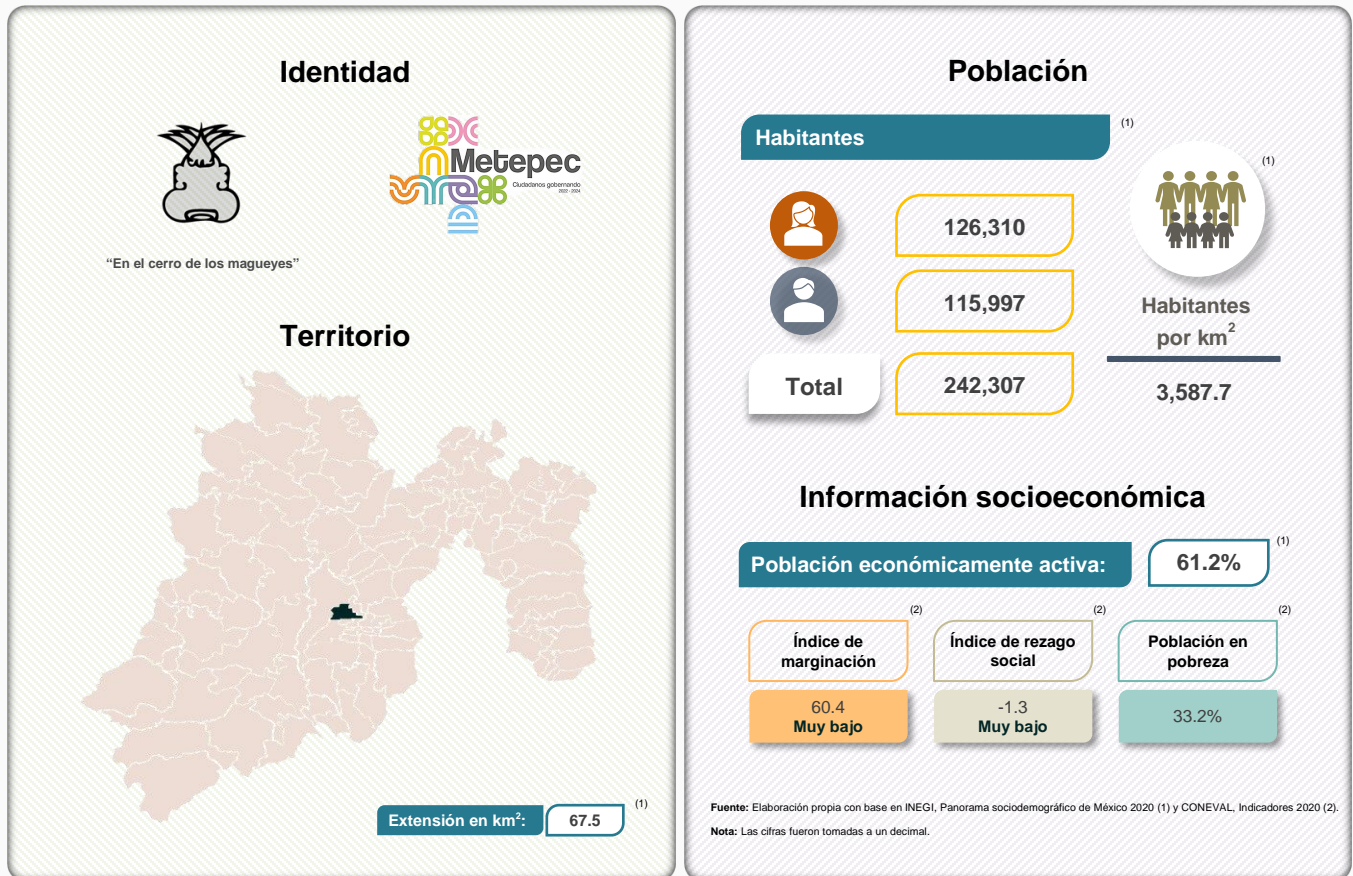 Identidad
Metepec
Ciudadanos gobernando
2022 - 2024
“En el cerro de los magueyes”
Territorio
Extensión en km²:
67.5
(1)
Población
Habitantes
(1)
126,310
115,997
Total
242,307
(1)
Habitantes
por km²
3,587.7
Información socioeconómica
Población económicamente activa:
61.2%
(1)
(2)
Índice de
marginación
60.4
Muy bajo
(2)
Índice de rezago
social
-1.3
Muy bajo
(2)
Población en
pobreza
33.2%
Fuente: Elaboración propia con base en INEGI, Panorama sociodemográfico de México 2020 (1) y CONEVAL, Indicadores 2020 (2).
Nota: Las cifras fueron tomadas a un decimal.